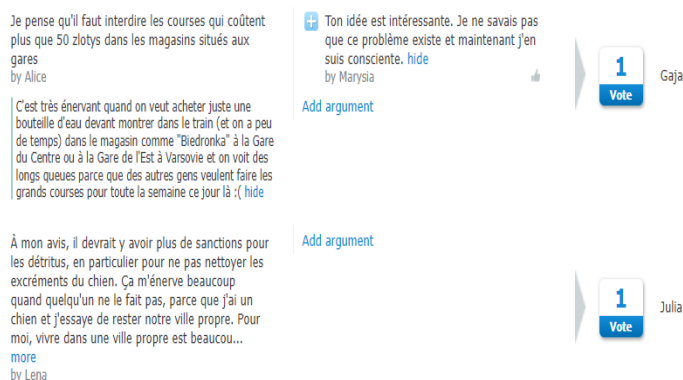 Je pense qu'il faut interdire les courses qui coûtent
plus que 50 zlotys dans les magasins situés aux
gares
by Alice
C'est très énervant quand on veut acheter juste une
bouteille d'eau devant montrer dans le train (et on a peu
de temps) dans le magasin comme "Biedronka" à la Gare
du Centre ou à la Gare de l'Est à Varsovie et on voit des
longs queues parce que des autres gens veulent faire les
grands courses pour toute la semaine ce jour là :( hide
Ton idée est intéressante. Je ne savais pas
que ce problème existe et maintenant j'en
suis consciente. hide
by Marysia
Add argument
1
Vote
Gaja
À mon avis, il devrait y avoir plus de sanctions pour
les détritus, en particulier pour ne pas nettoyer les
excréments du chien. Ça m'énerve beaucoup
quand quelqu'un ne le fait pas, parce que j'ai un
chien et j'essaye de rester notre ville propre. Pour
moi, vivre dans une ville propre est beaucou...
more
by Lena
Add argument
1
Vote
Julia